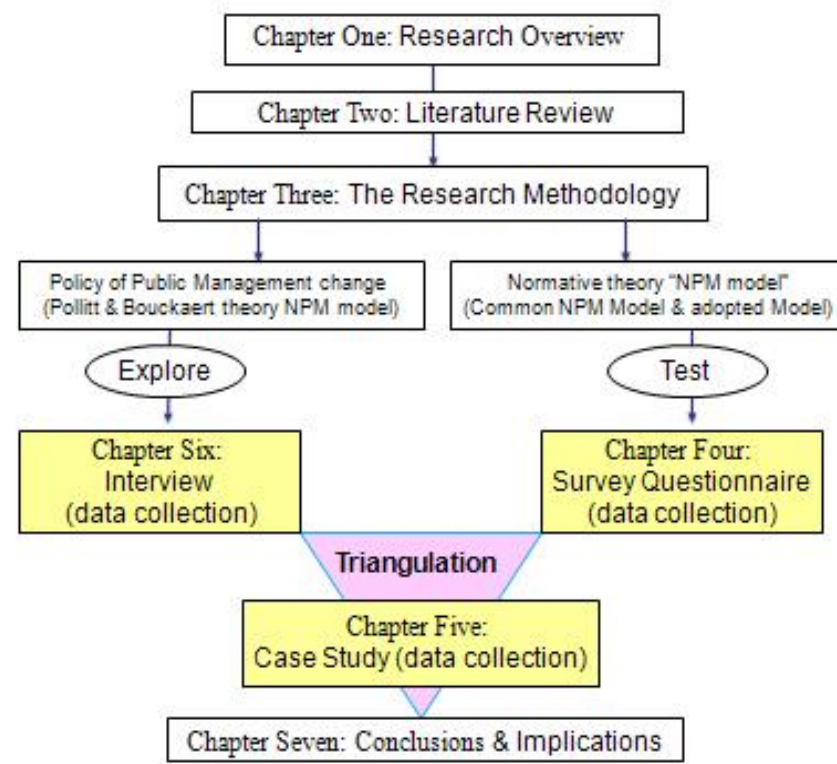 Chapter One: Research Overview
Chapter Two: Literature Review
Chapter Three: The Research Methodology
Policy of Public Management change
(Pollitt & Bouckaert theory NPM model)
Normative theory "NPM model"
(Common NPM Model & adopted Model)
Explore
Test
Chapter Six:
Interview
(data collection)
Chapter Four:
Survey Questionnaire
(data collection)
Triangulation
Chapter Five:
Case Study (data collection)
Chapter Seven: Conclusions & Implications